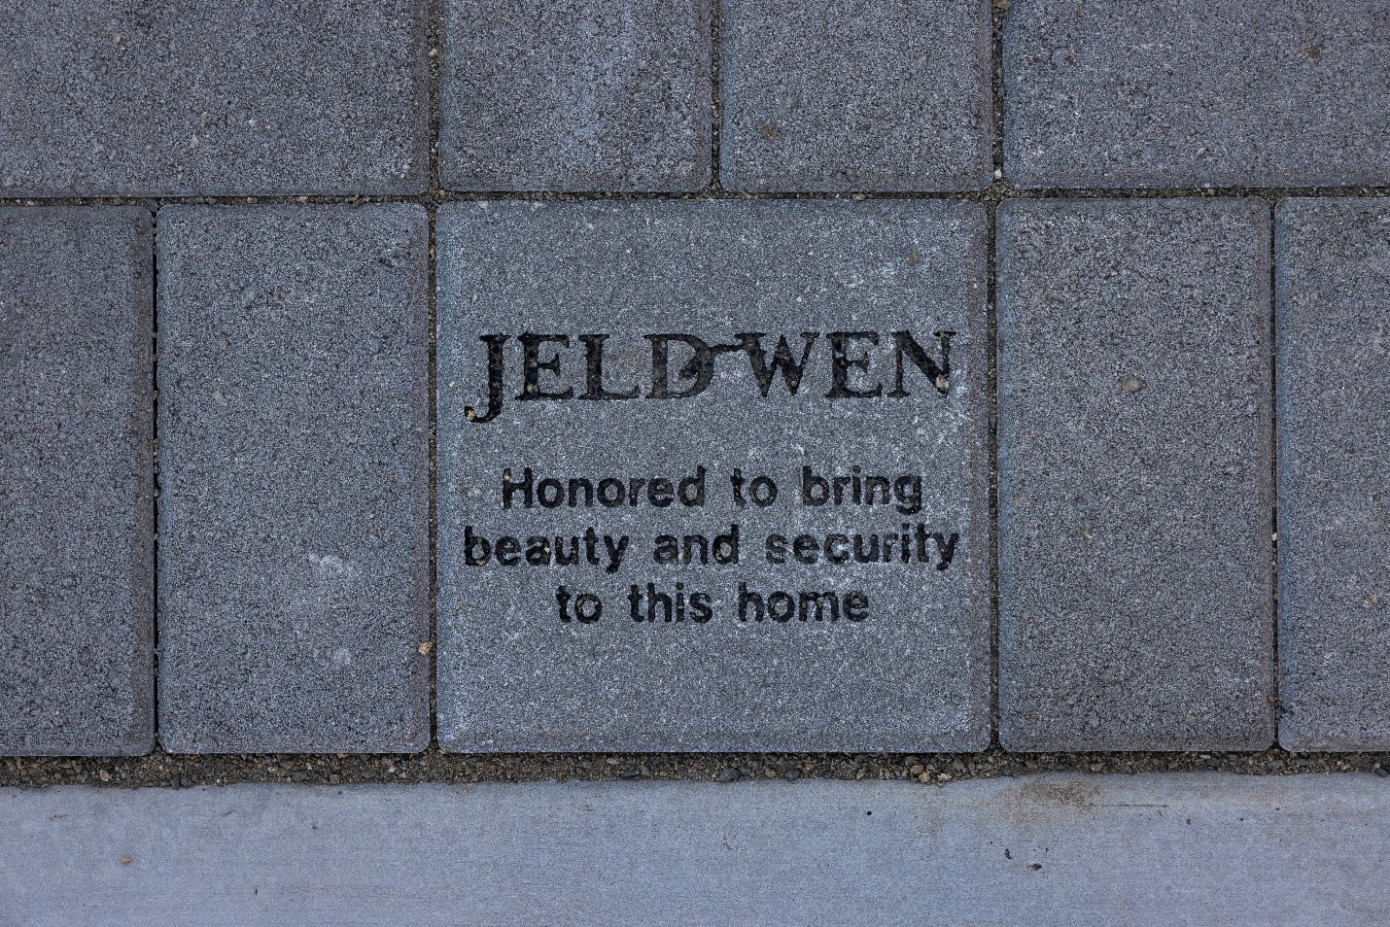 JELD-WEN
Honored to bring
beauty and security
to this home